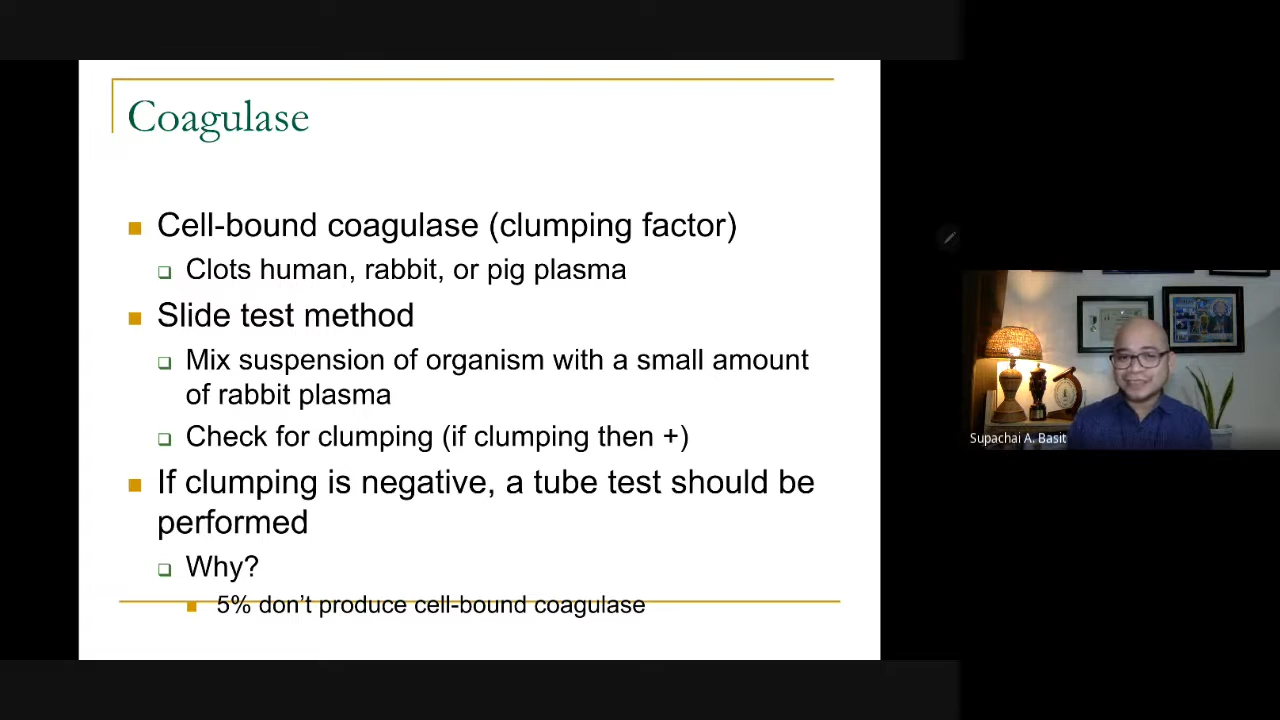 Coagulase
Cell-bound coagulase (clumping factor)
Clots human, rabbit, or pig plasma
Slide test method
Mix suspension of organism with a small amount
of rabbit plasma
Check for clumping (if clumping then +)
If clumping is negative, a tube test should be
performed
Why?
5% don't produce cell-bound coagulase
Supachai A. Basit